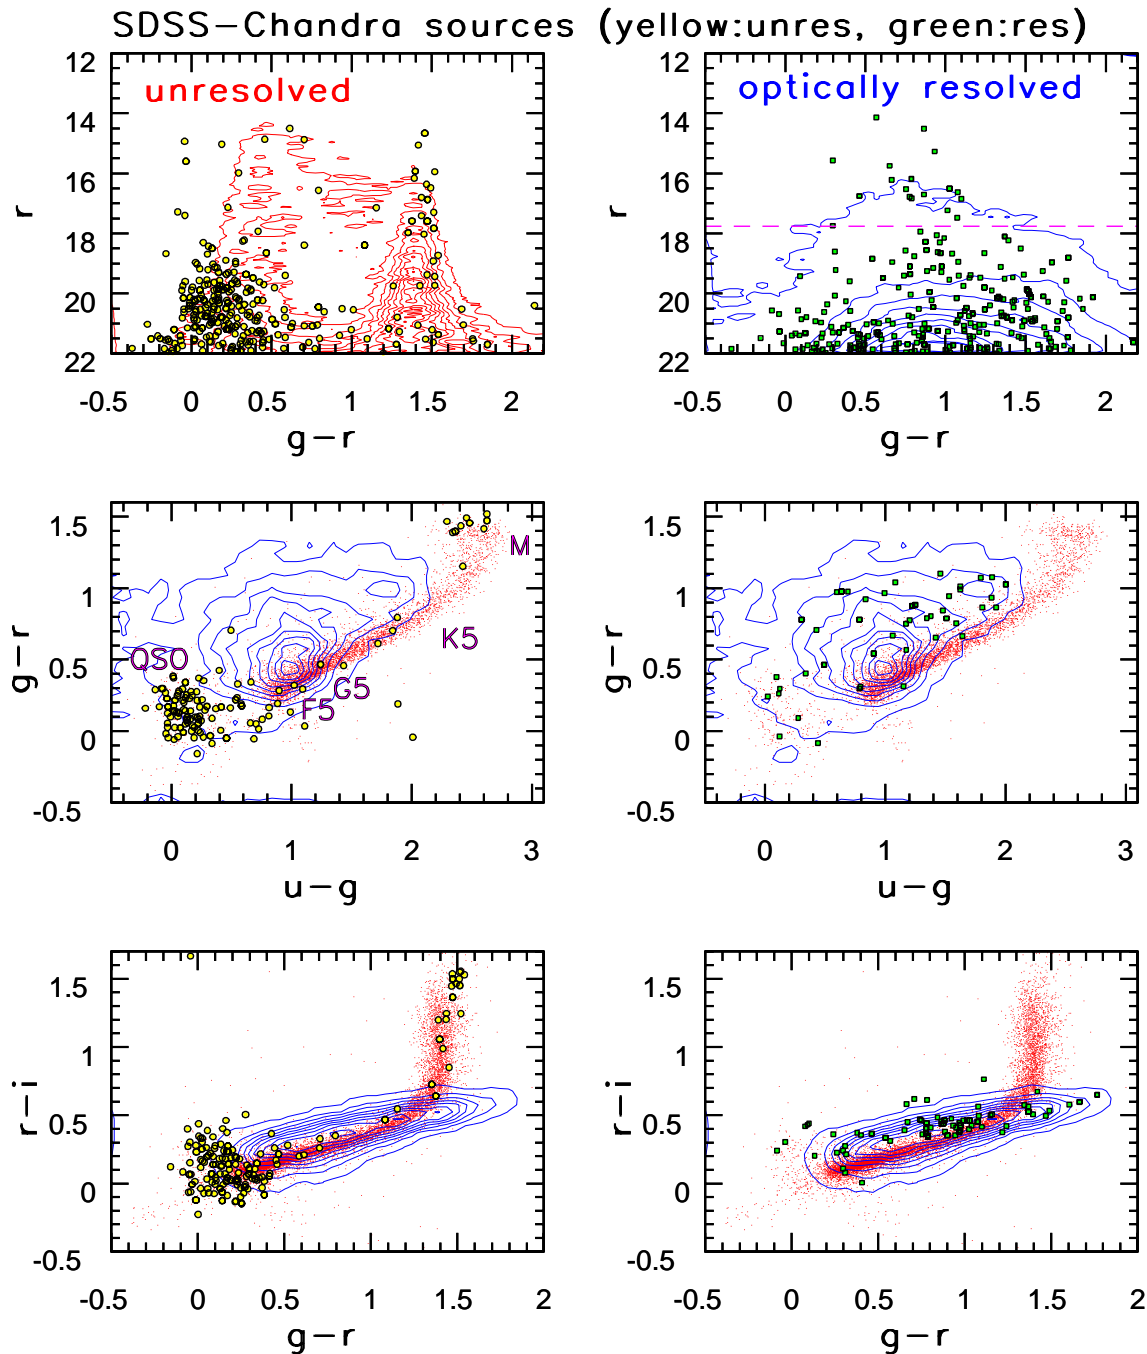 SDSS-Chandra sources (yellow:unres, green:res)
unresolved
optically resolved
12
14
16
18
20
22
r
-0.5 0 0.5 1 1.5 2
g-r
12
14
16
18
20
22
r
-0.5 0 0.5 1 1.5 2
g-r
1.5
1
0.5
0
-0.5
g-r
M
K5
QSO
G5
F5
0 1 2 3
u-g
1.5
1
0.5
0
-0.5
g-r
0 1 2 3
u-g
1.5
1
0.5
0
-0.5
r-i
-0.5 0 0.5 1 1.5 2
g-r
1.5
1
0.5
0
-0.5
r-i
-0.5 0 0.5 1 1.5 2
g-r